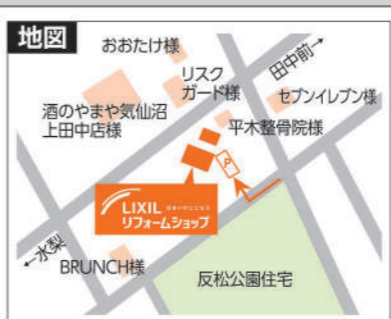 地図
おおたけ様
リスク
ガード様
田中前→
セブンイレブン様
酒のやまや気仙沼
上田中店様
平木整骨院様
P
LIXIL
リフォームショップ
←水梨
BRUNCH様
反松公園住宅